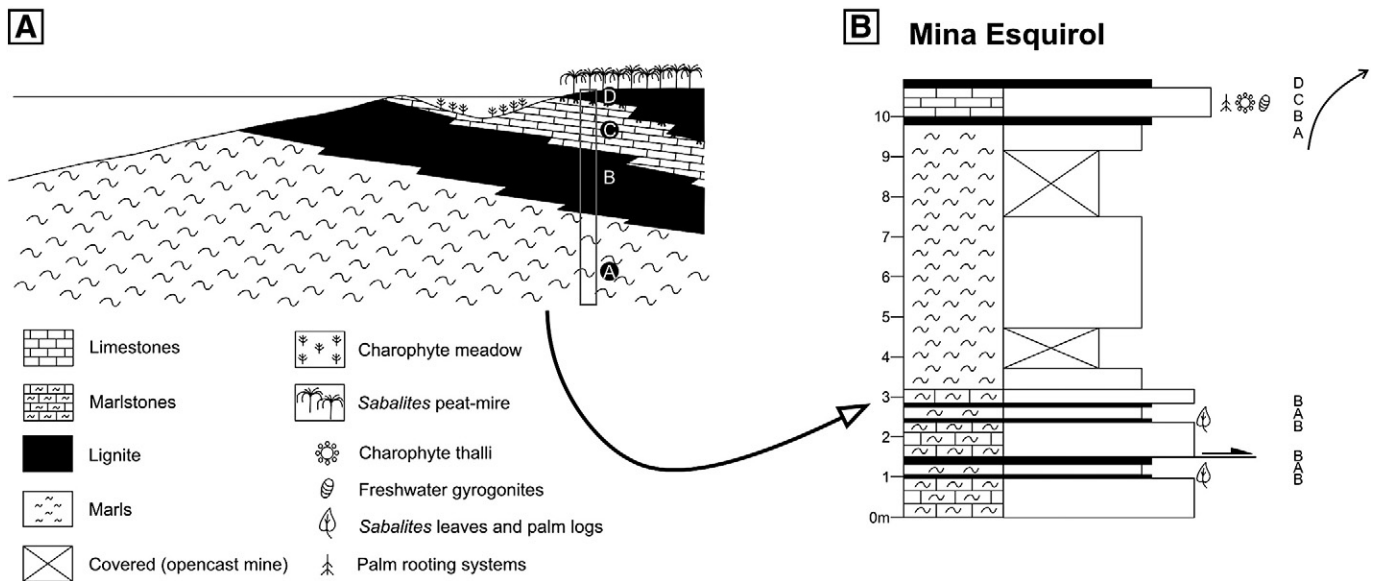 A
B Mina Esquirol
D
C
B
A
Limestones
Marlstones
Lignite
Marls
Covered (opencast mine)
Charophyte meadow
Sabalites peat-mire
Charophyte thalli
Freshwater gyrogonites
Sabalites leaves and palm logs
Palm rooting systems
10
9
8
7
6
5
4
3
2
1
0m
D
C
B
A
B
A
B
B
A
B